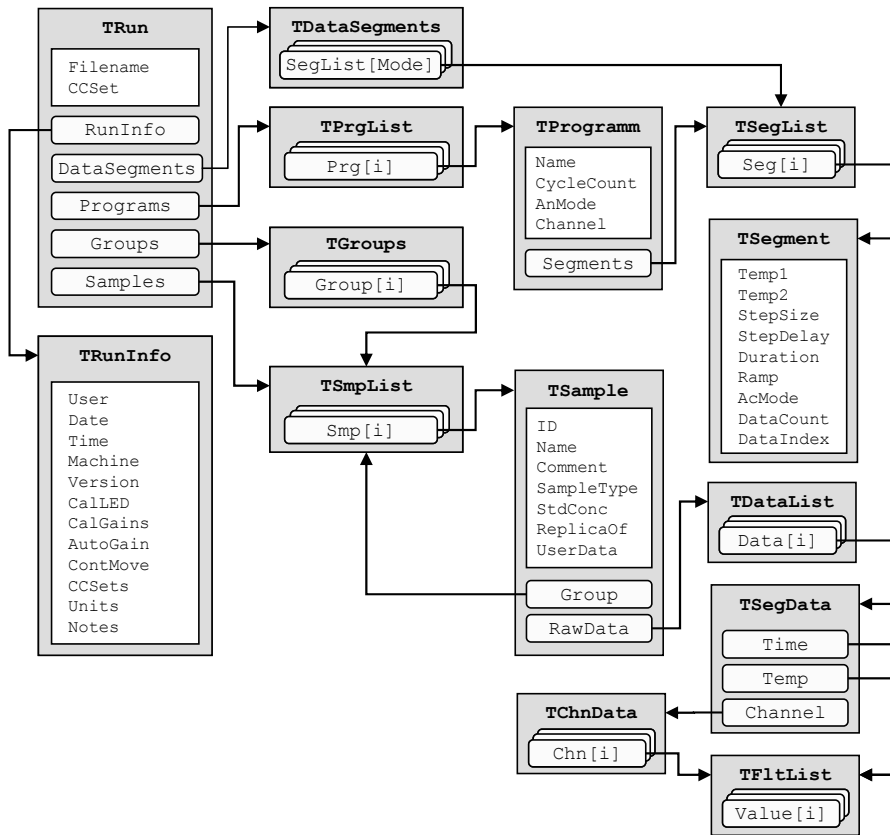 TRun
Filename
CCSet
RunInfo
DataSegments
Programs
Groups
Samples
TDataSegments
SegList[Mode]
TPrgList
Prg[i]
TProgramm
Name
CycleCount
AnMode
Channel
Segments
TSegList
Seg[i]
TGroups
Group[i]
TSegment
Temp1
Temp2
StepSize
StepDelay
Duration
Ramp
AcMode
DataCount
DataIndex
TRunInfo
User
Date
Time
Machine
Version
CalLED
CalGains
AutoGain
ContMove
CCSets
Units
Notes
TSmpList
Smp[i]
TSample
ID
Name
Comment
SampleType
StdConc
ReplicaOf
UserData
Group
RawData
TDataList
Data[i]
TSegData
Time
Temp
Channel
TChnData
Chn[i]
TFltList
Value[i]